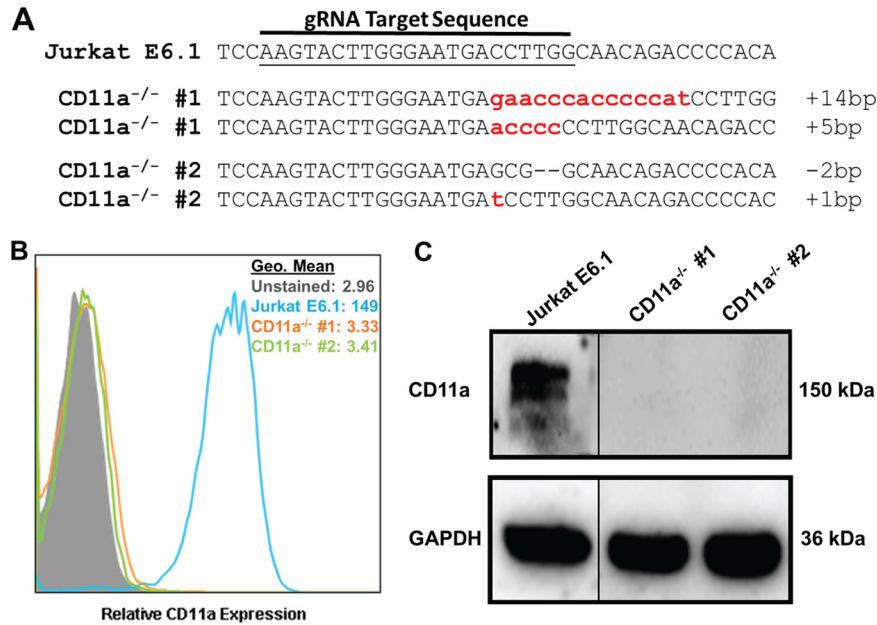 A
gRNA Target Sequence
Jurkat E6.1 TCCAAGTACTTGGGAATGACCTTGGCAACAGACCCCACA
CD11a-/- #1 TCCAAGTACTTGGGAATGAgaacccacccccatCCTTGG +14bp
CD11a-/- #1 TCCAAGTACTTGGGAATGAaccccCCTTGGCAACAGACC +5bp
CD11a-/- #2 TCCAAGTACTTGGGAATGAGCG--GCAACAGACCCCACA -2bp
CD11a-/- #2 TCCAAGTACTTGGGAATGAtCCTTGGCAACAGACCCCAC +1bp
B
Geo. Mean
Unstained: 2.96
Jurkat E6.1: 149
CD11a-/- #1: 3.33
CD11a-/- #2: 3.41
Relative CD11a Expression
C
Jurkat E6.1
CD11a-/- #1
CD11a-/- #2
CD11a
150 kDa
GAPDH
36 kDa